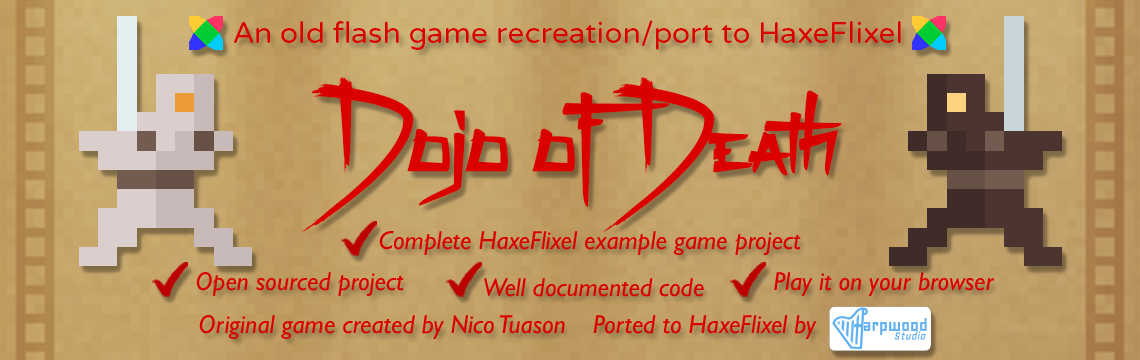 An old flash game recreation/port to HaxeFlixel
Dojo of Death
Complete HaxeFlixel example game project
Open sourced project Well documented code Play it on your browser
Original game created by Nico Tuason Ported to HaxeFlixel by Harpwood Studio